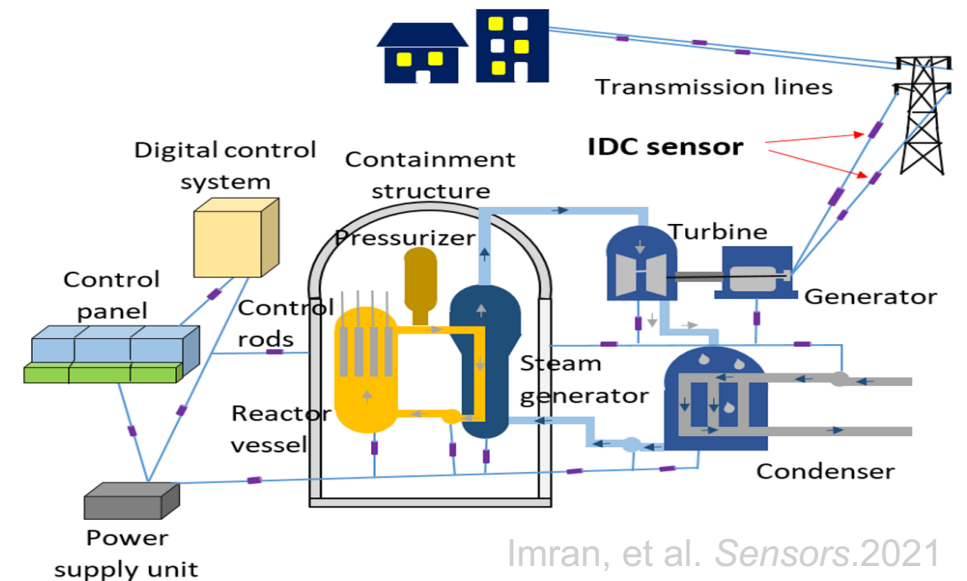 Transmission lines
IDC sensor
Digital control
system
Containment
structure
Pressurizer
Turbine
Control
panel
Control
rods
Generator
Steam
generator
Reactor
vessel
Condenser
Power
supply unit
Imran, et al. Sensors.2021